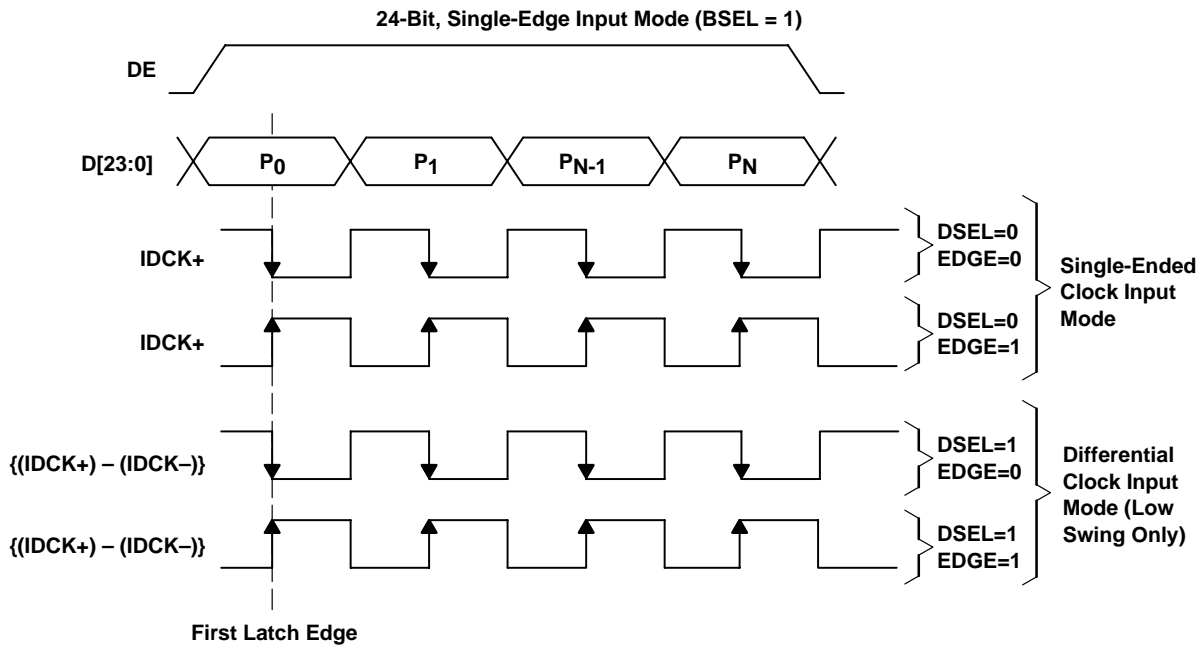 24-Bit, Single-Edge Input Mode (BSEL = 1)
DE
D[23:0]
P0
P1
PN-1
PN
IDCK+
DSEL=0
EDGE=0
IDCK+
DSEL=0
EDGE=1
Single-Ended
Clock Input
Mode
{(IDCK+) – (IDCK–)}
DSEL=1
EDGE=0
{(IDCK+) – (IDCK–)}
DSEL=1
EDGE=1
Differential
Clock Input
Mode (Low
Swing Only)
First Latch Edge